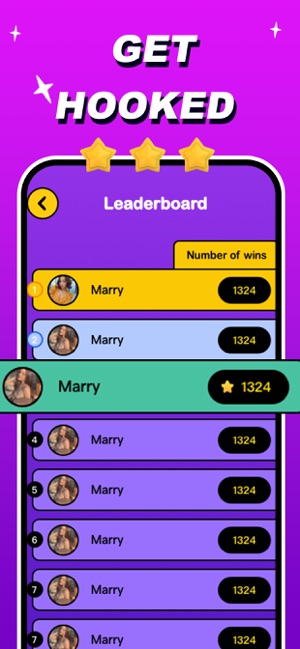 GET
HOOKED
Leaderboard
Number of wins
1 Marry 1324
2 Marry 1324
Marry 1324
4 Marry 1324
5 Marry 1324
6 Marry 1324
7 Marry 1324
7 Marry 1324